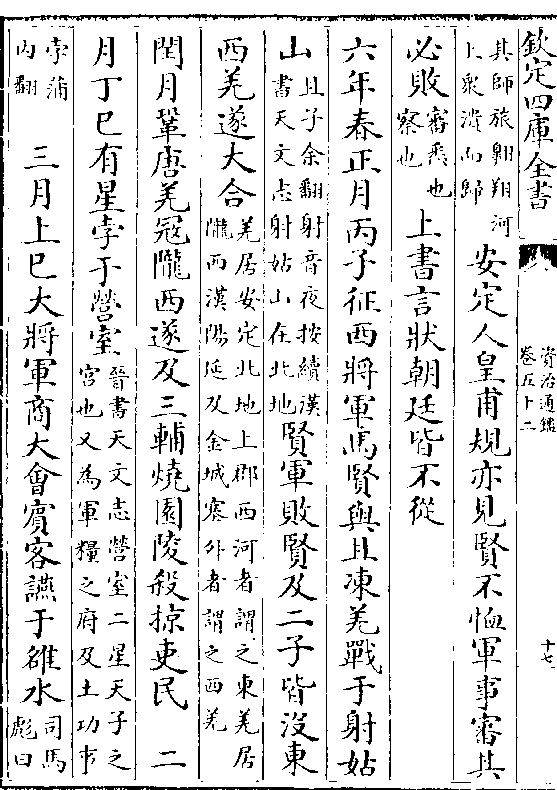 欽定四庫全書
資治通鑑
卷五十二
十七
其師旅翺翔河
上衆潰而歸
安定人皇甫規亦見賢不恤軍事審其
必敗
審悉也
察也
上書言狀朝廷皆不從
六年春正月丙子征西將軍馬賢與且凍羌戰于射姑
山
且子余翻射音夜按續漢
書天文志射姑山在北地
賢軍敗賢及二子皆沒東
西羌遂大合
羌居安定北地上郡西河者謂之東羌居
隴西漢陽延及金城塞外者謂之西羌
閏月鞏唐羌寇隴西遂及三輔燒園陵殺掠吏民
二
月丁巳有星孛于營室
晉書天文志營室二星天子之
宮也又為軍糧之府及土功事
孛蒲
内翻
三月上巳大將軍商大會賓客讌于雒水
司馬
彪曰